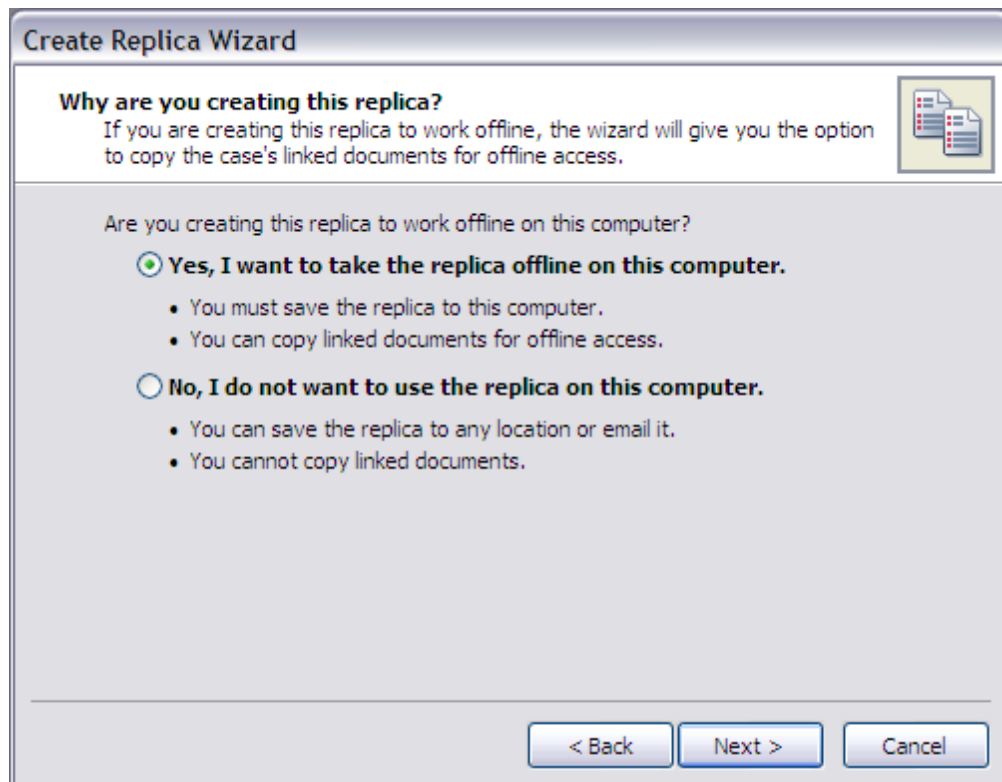 Create Replica Wizard
Why are you creating this replica?
If you are creating this replica to work offline, the wizard will give you the option
to copy the case's linked documents for offline access.
Are you creating this replica to work offline on this computer?
Yes, I want to take the replica offline on this computer.
• You must save the replica to this computer.
• You can copy linked documents for offline access.
No, I do not want to use the replica on this computer.
• You can save the replica to any location or email it.
• You cannot copy linked documents.
< Back
Next >
Cancel